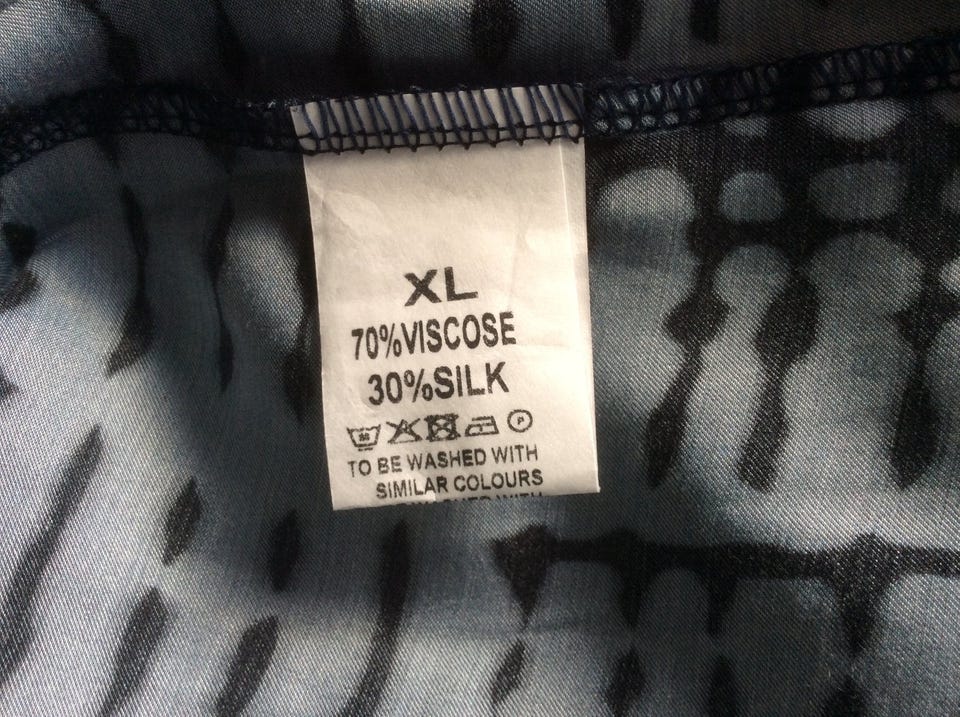 XL
70%VISCOSE
30%SILK
P
TO BE WASHED WITH
SIMILAR COLOURS